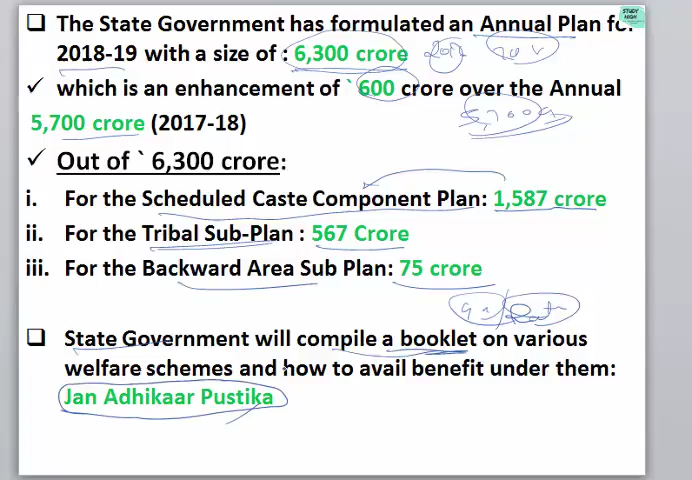 The State Government has formulated an Annual Plan for
STUDY
HIGH
2018-19 with a size of : 6,300 crore
✓ which is an enhancement of ` 600 crore over the Annual
5,700 crore (2017-18)
✓ Out of ` 6,300 crore:
i. For the Scheduled Caste Component Plan: 1,587 crore
ii. For the Tribal Sub-Plan : 567 Crore
iii. For the Backward Area Sub Plan: 75 crore
State Government will compile a booklet on various
welfare schemes and how to avail benefit under them:
Jan Adhikaar Pustika